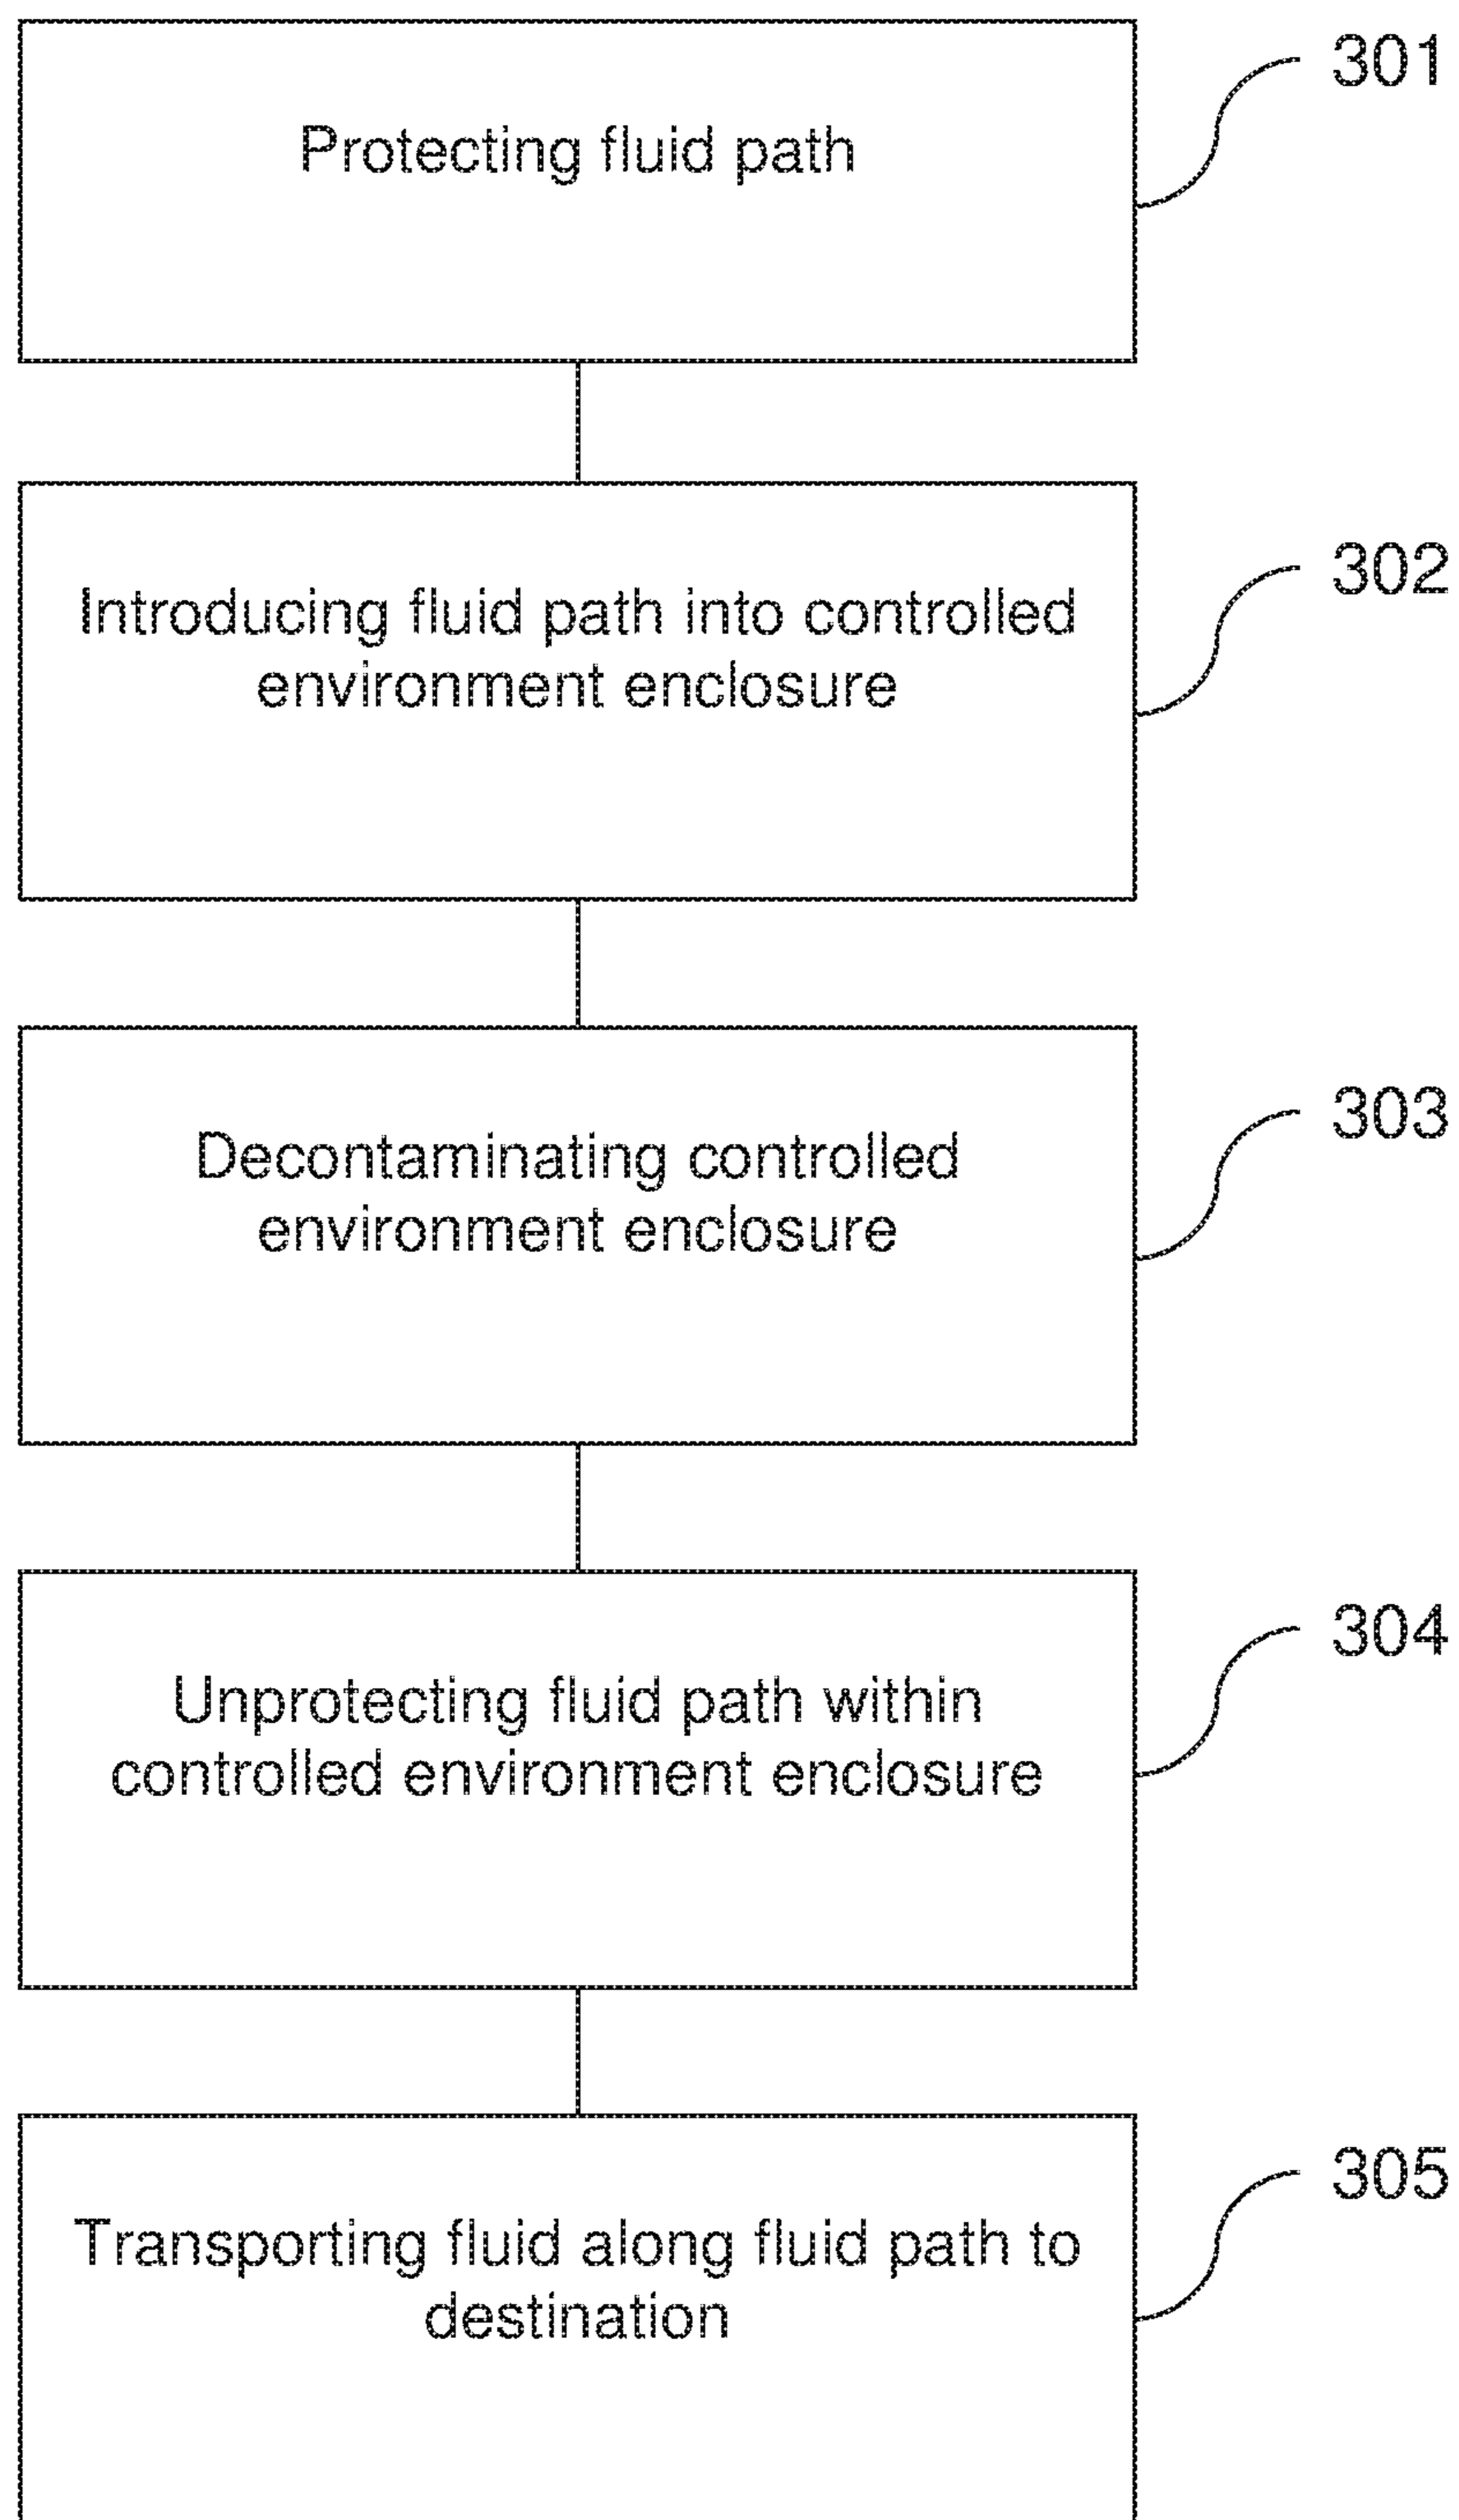 Protecting fluid path
301
Introducing fluid path into controlled
environment enclosure
302
Decontaminating controlled
environment enclosure
303
Unprotecting fluid path within
controlled environment enclosure
304
Transporting fluid along fluid path to
destination
305